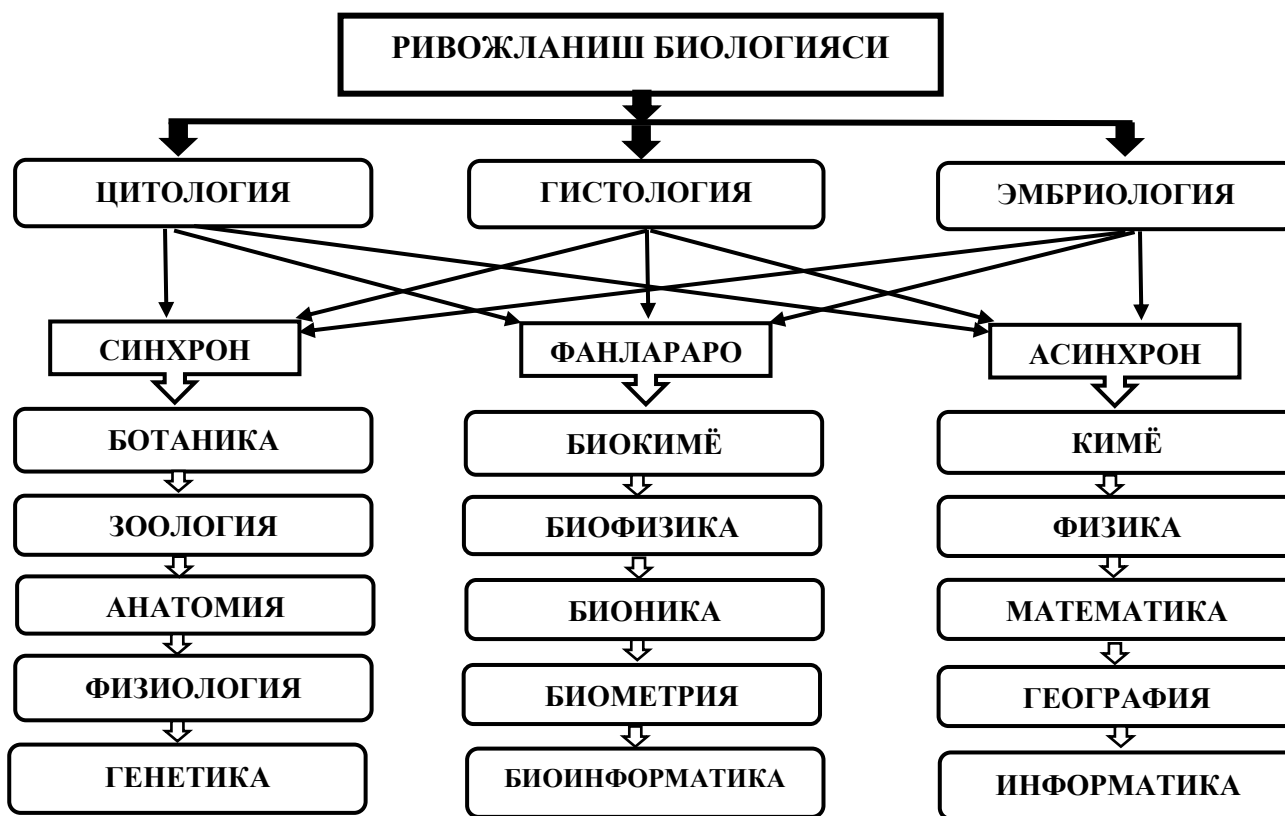 РИВОЖЛАНИШ БИОЛОГИЯСИ
ЦИТОЛОГИЯ
ГИСТОЛОГИЯ
ЭМБРИОЛОГИЯ
СИНХРОН
ФАНЛАРАРО
АСИНХРОН
БОТАНИКА
БИОКИМЁ
КИМЁ
ЗООЛОГИЯ
БИОФИЗИКА
ФИЗИКА
АНАТОМИЯ
БИОНИКА
МАТЕМАТИКА
ФИЗИОЛОГИЯ
БИОМЕТРИЯ
ГЕОГРАФИЯ
ГЕНЕТИКА
БИОИНФОРМАТИКА
ИНФОРМАТИКА